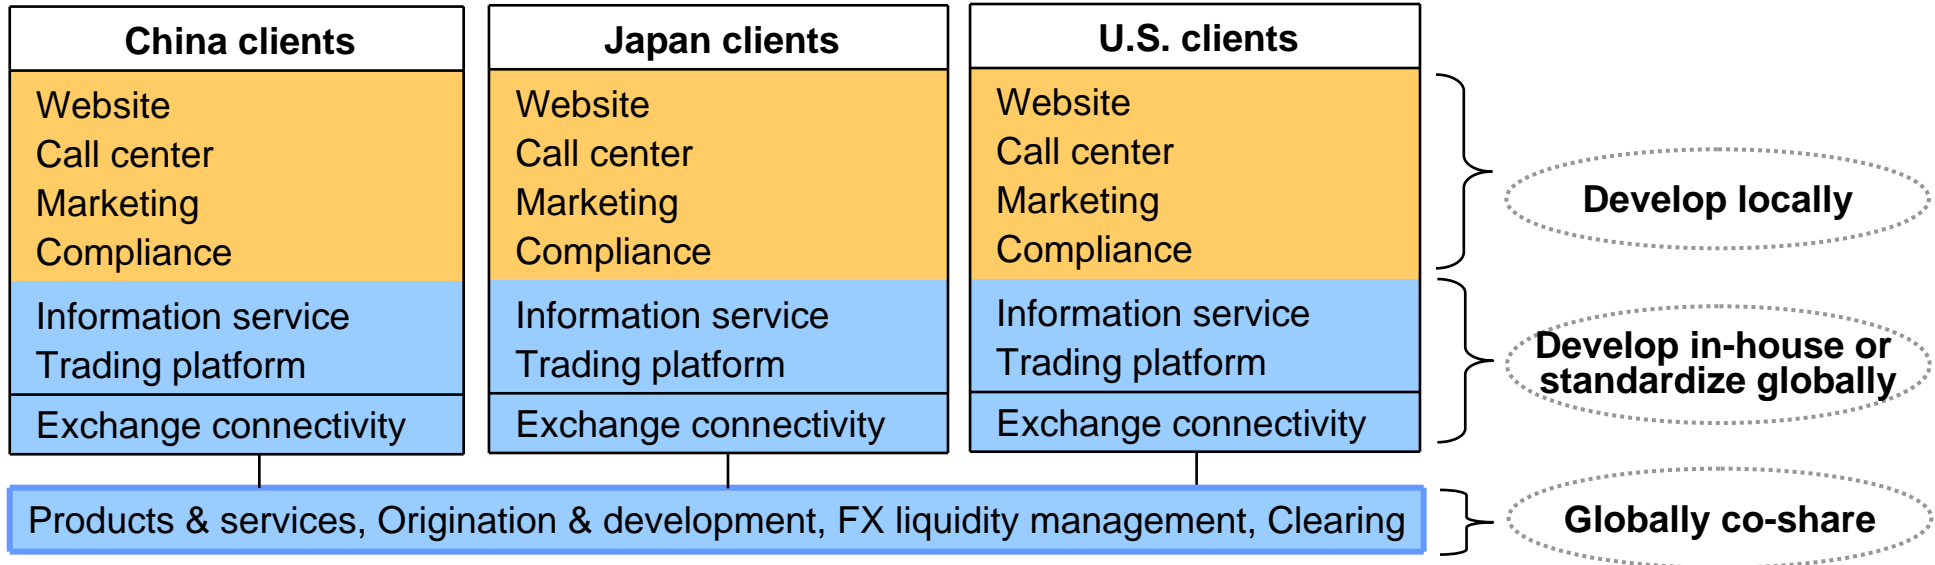 China clients
Website
Call center
Marketing
Compliance
Information service
Trading platform
Exchange connectivity
Japan clients
Website
Call center
Marketing
Compliance
Information service
Trading platform
Exchange connectivity
U.S. clients
Website
Call center
Marketing
Compliance
Information service
Trading platform
Exchange connectivity
Develop locally
Develop in-house or
standardize globally
Products & services, Origination & development, FX liquidity management, Clearing
Globally co-share